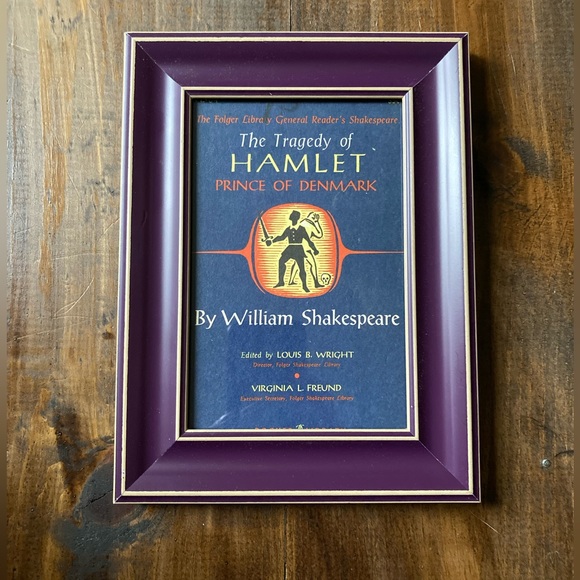 The Folger Library General Reader's Shakespeare
The Tragedy of
HAMLET
PRINCE OF DENMARK
By William Shakespeare
Edited by LOUIS B. WRIGHT
Director, Folger Shakespeare Library
VIRGINIA L. FREUND
Executive Secretary, Folger Shakespeare Library